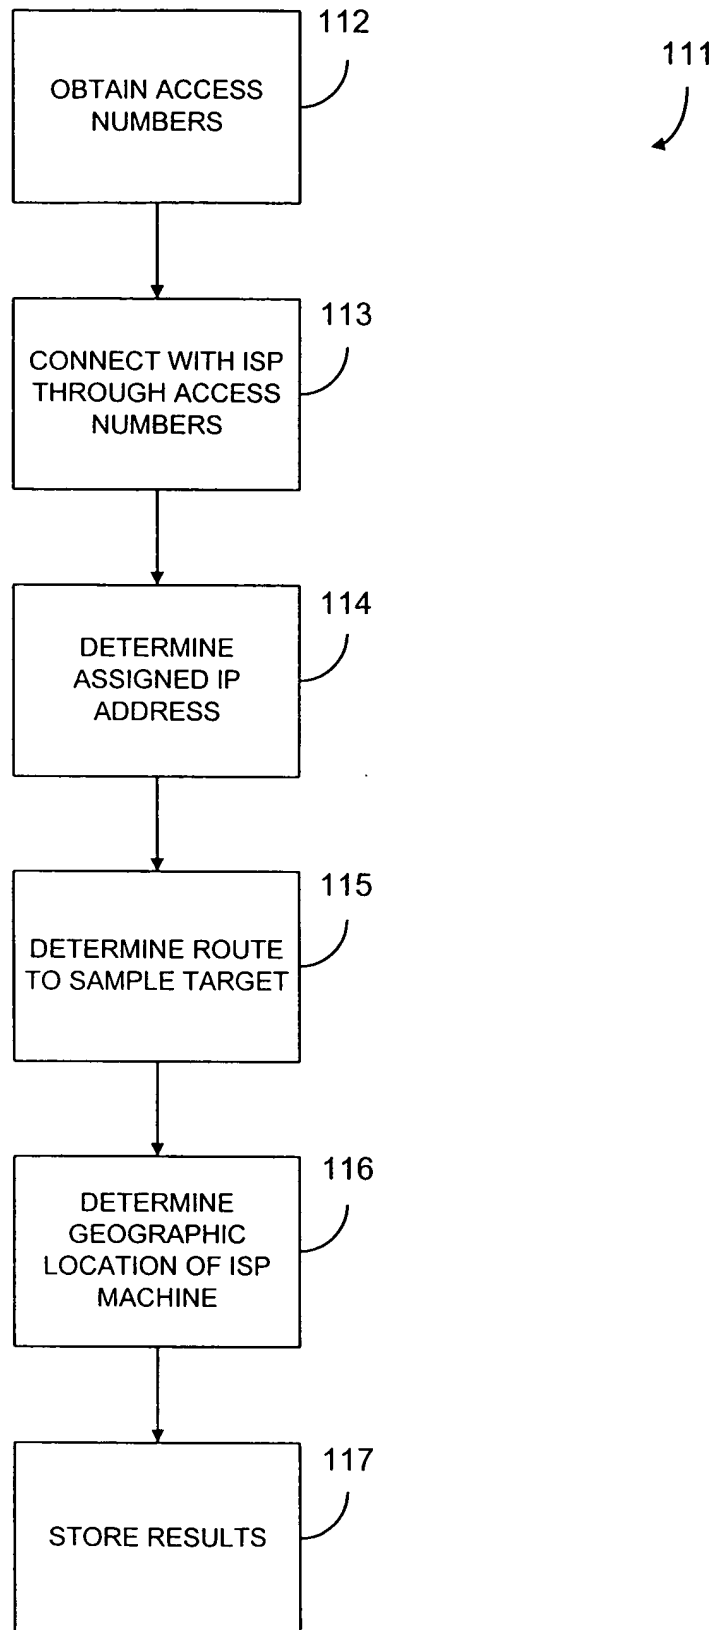 112
111
OBTAIN ACCESS
NUMBERS
113
CONNECT WITH ISP
THROUGH ACCESS
NUMBERS
114
DETERMINE
ASSIGNED IP
ADDRESS
115
DETERMINE ROUTE
TO SAMPLE TARGET
116
DETERMINE
GEOGRAPHIC
LOCATION OF ISP
MACHINE
117
STORE RESULTS